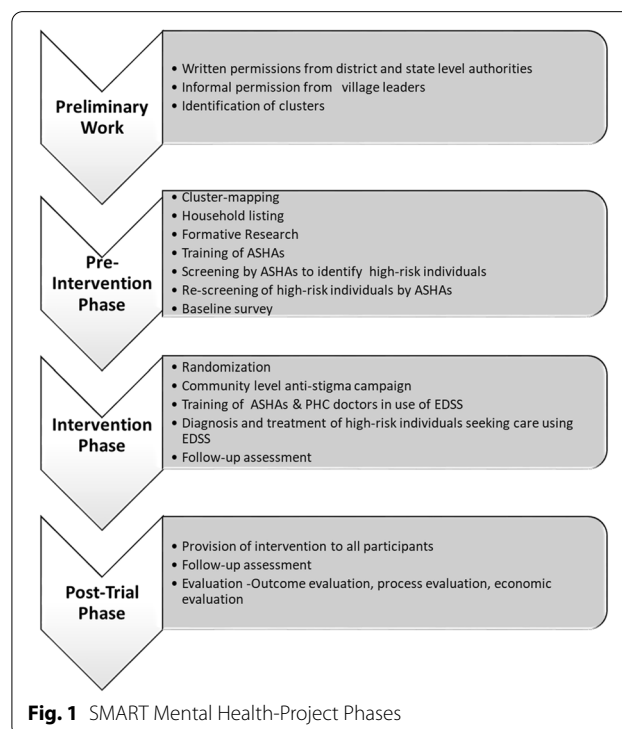 Preliminary
Work
• Written permissions from district and state level authorities
• Informal permission from village leaders
• Identification of clusters
Pre-
Intervention
Phase
• Cluster-mapping
• Household listing
• Formative Research
• Training of ASHAs
• Screening by ASHAs to identify high-risk individuals
• Re-screening of high-risk individuals by ASHAs
• Baseline survey
Intervention
Phase
• Randomization
• Community level anti-stigma campaign
• Training of ASHAs & PHC doctors in use of EDSS
• Diagnosis and treatment of high-risk individuals seeking care using
EDSS
• Follow-up assessment
Post-Trial
Phase
• Provision of intervention to all participants
• Follow-up assessment
• Evaluation -Outcome evaluation, process evaluation, economic
evaluation
Fig. 1 SMART Mental Health-Project Phases